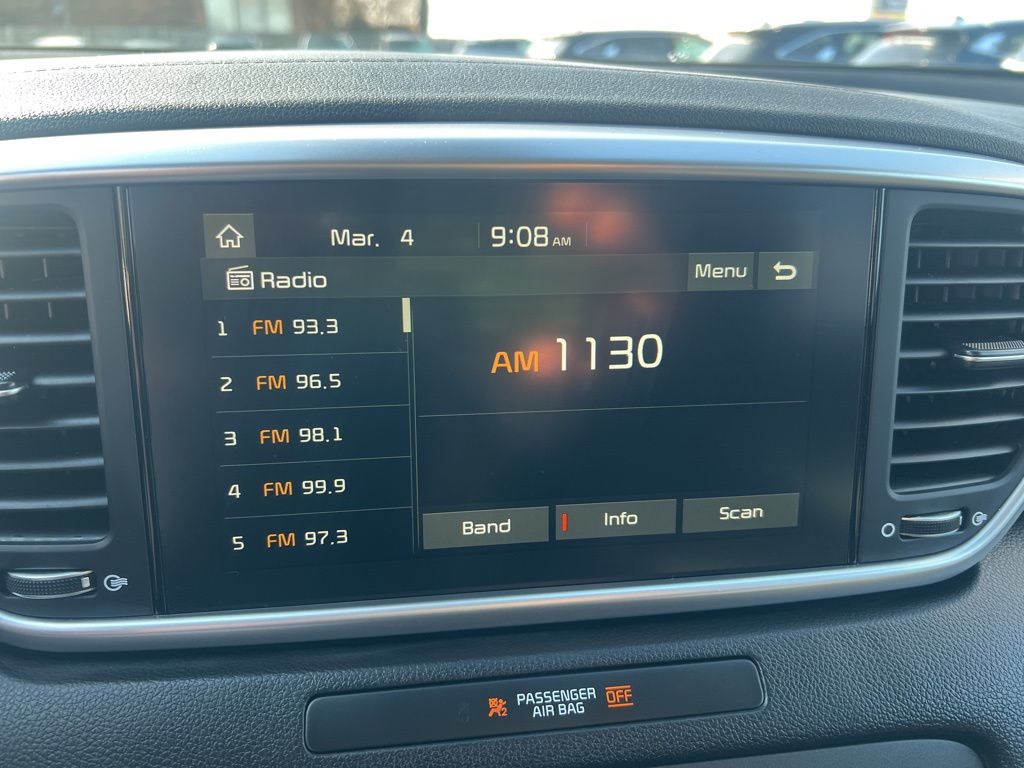 Mar. 4 9:08 AM
Radio Menu
1 FM 93.3
2 FM 96.5
3 FM 98.1
4 FM 99.9
5 FM 97.3
AM 1130
Band Info Scan
PASSENGER AIR BAG OFF
2